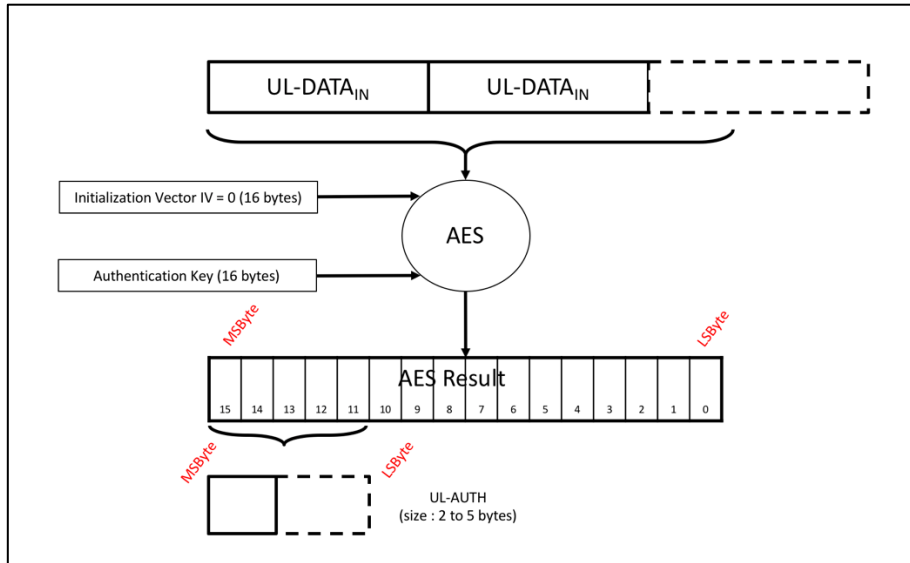 UL-DATAIN UL-DATAIN
Initialization Vector IV = 0 (16 bytes)
AES
Authentication Key (16 bytes)
MSByte LSByte
AES Result
15 14 13 12 11 10 9 8 7 6 5 4 3 2 1 0
MSByte LSByte
UL-AUTH
(size : 2 to 5 bytes)